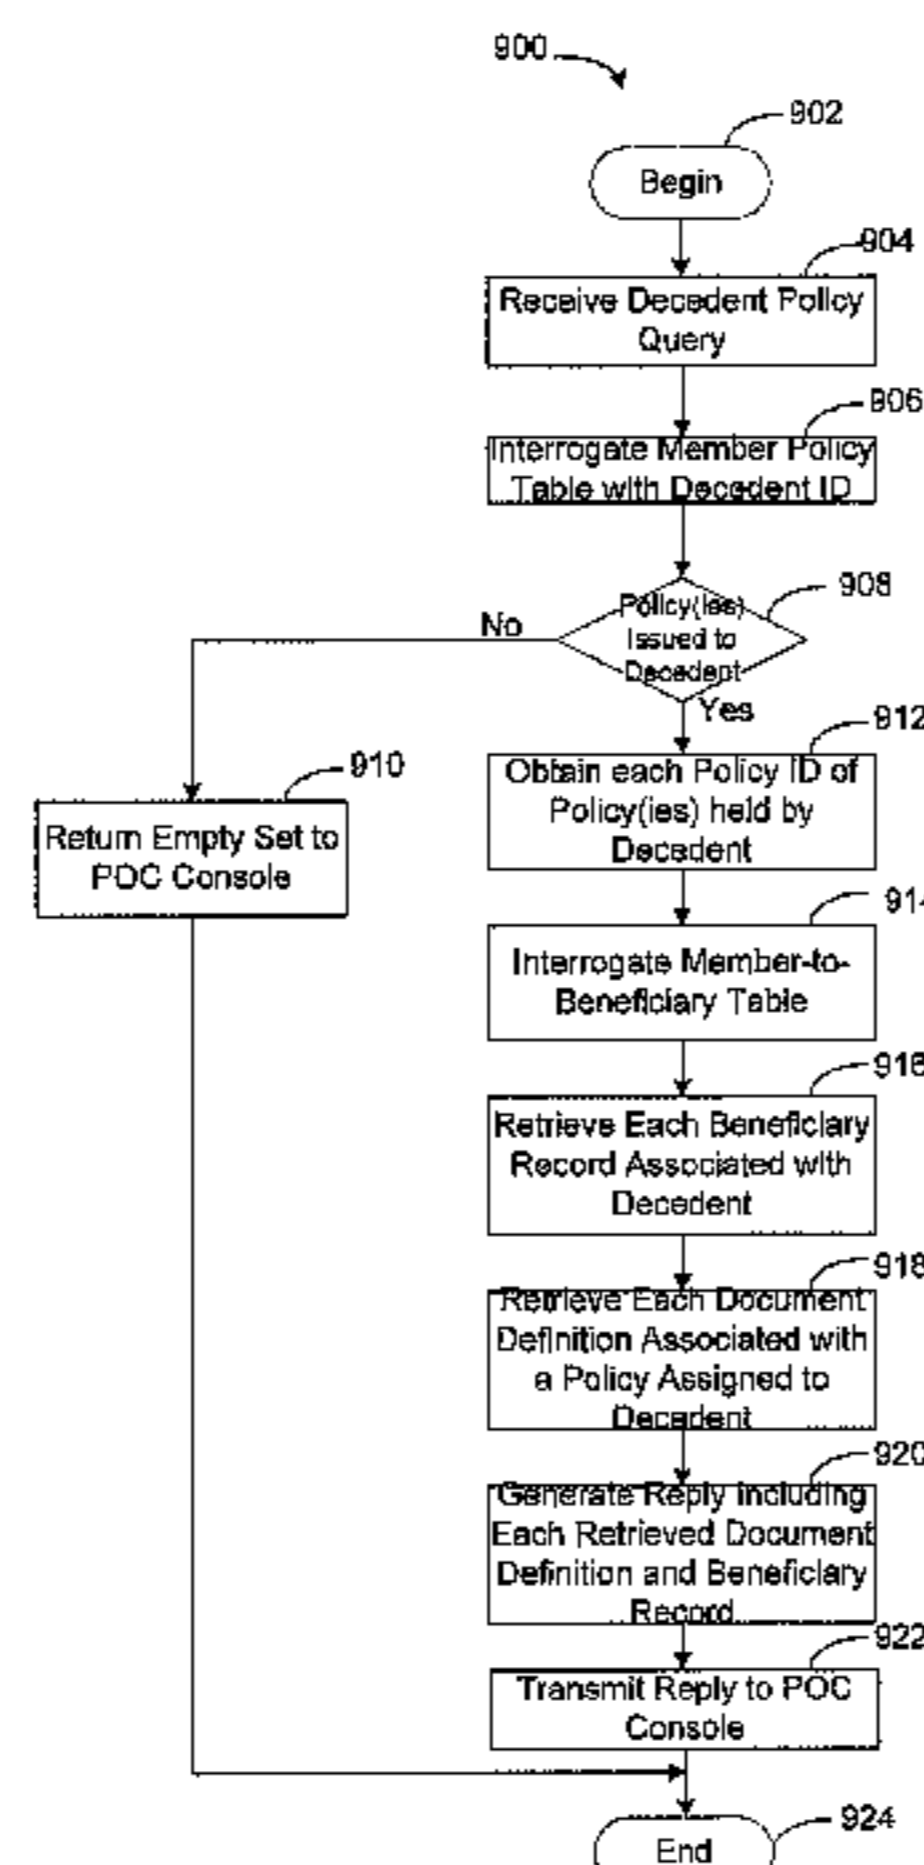 900
902
Begin
904
Receive Decedent Policy
Query
906
Interrogate Member Policy
Table with Decedent ID
908
Policy(ies)
Issued to
Decedent
No
Yes
912
Obtain each Policy ID of
Policy(ies) held by
Decedent
910
Return Empty Set to
POC Console
914
Interrogate Member-to-
Beneficiary Table
916
Retrieve Each Beneficiary
Record Associated with
Decedent
918
Retrieve Each Document
Definition Associated with
a Policy Assigned to
Decedent
920
Generate Reply Including
Each Retrieved Document
Definition and Beneficiary
Record
922
Transmit Reply to POC
Console
924
End